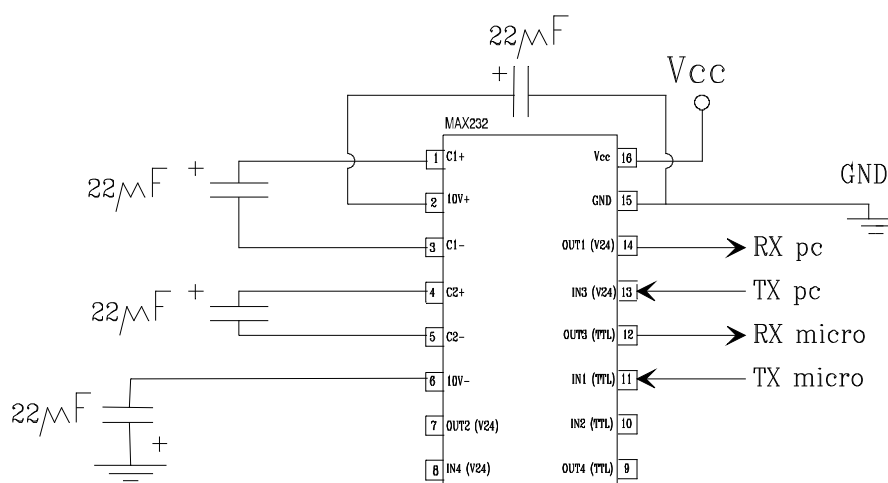 22µF
+
Vcc
MAX232
+
22µF
1 C1+
Vcc 16
GND
2 10V+
GND 15
3 C1-
OUT1 (V24) 14
RX pc
+
22µF
4 C2+
IN3 (V24) 13
TX pc
5 C2-
OUT3 (TTL) 12
RX micro
6 10V-
IN1 (TTL) 11
TX micro
22µF
+
7 OUT2 (V24)
IN2 (TTL) 10
8 IN4 (V24)
OUT4 (TTL) 9